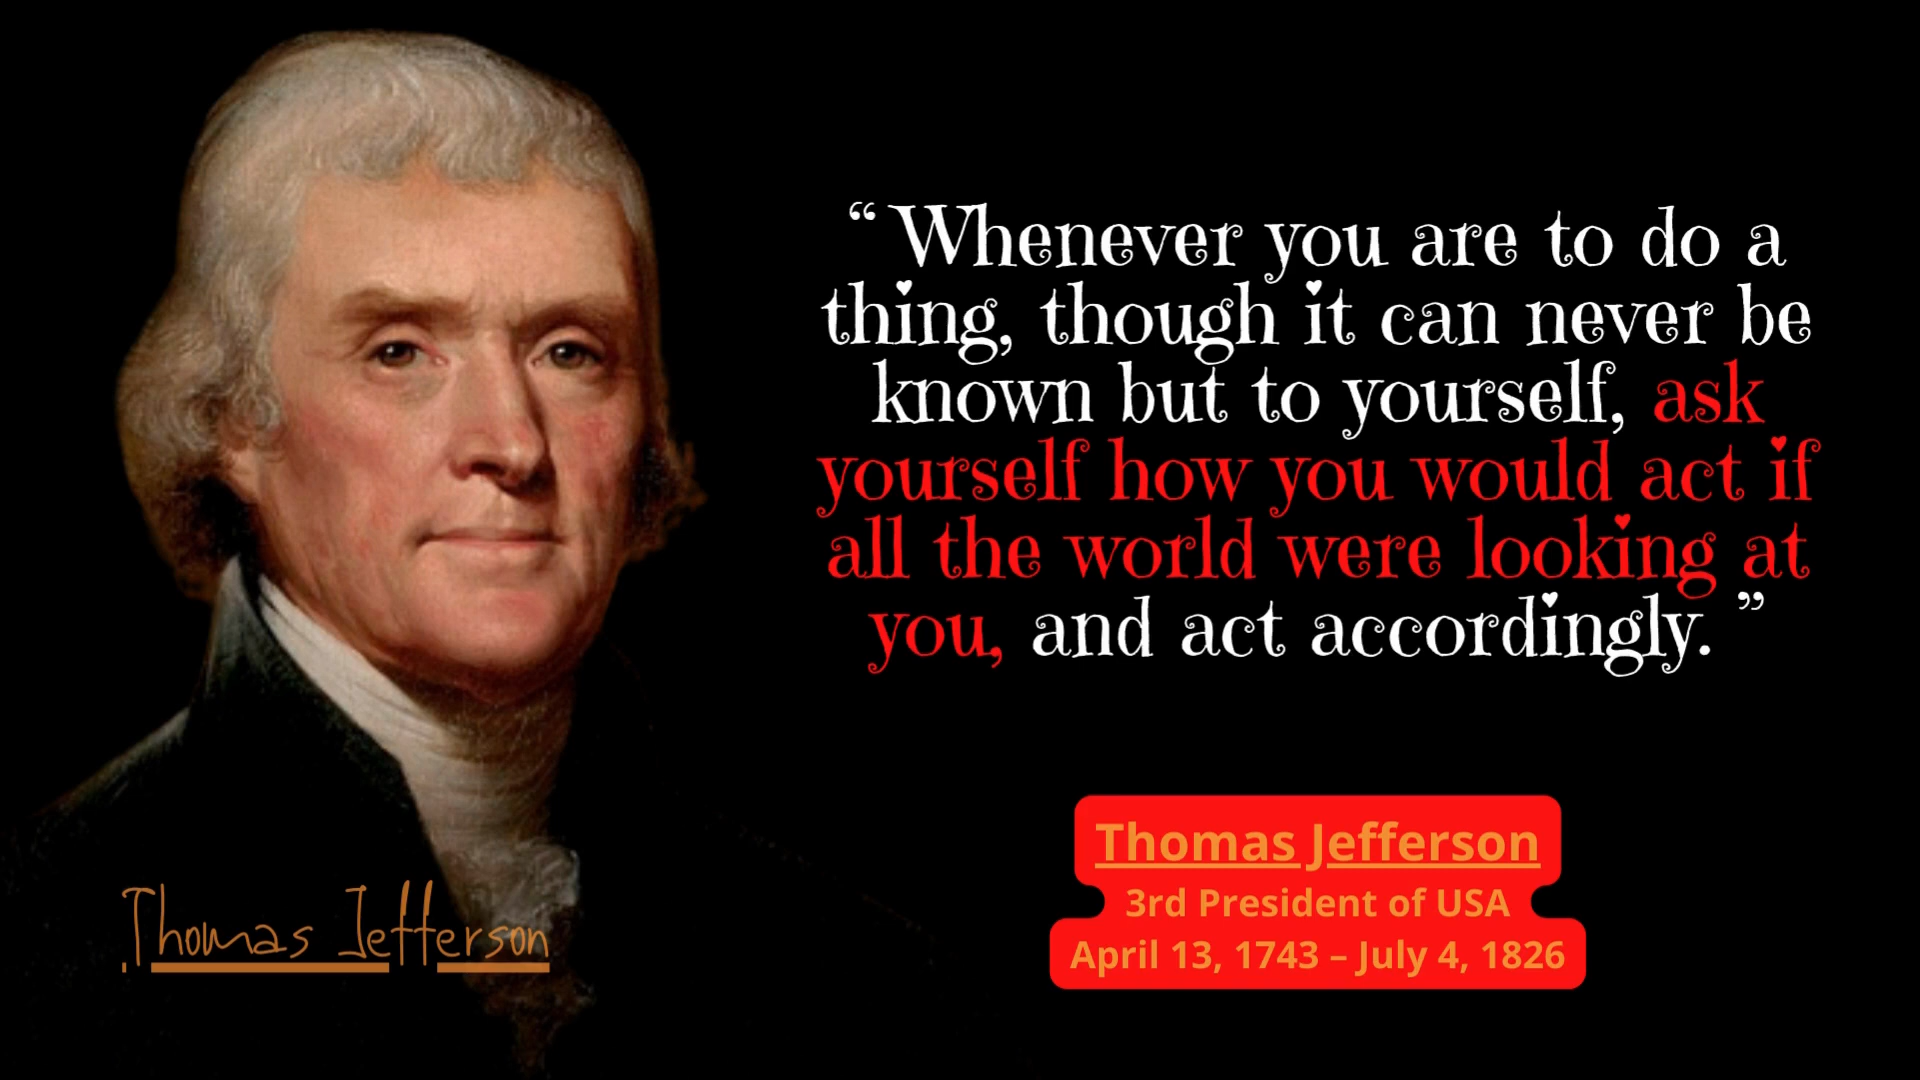 “ Whenever you are to do a
thing, though it can never be
known but to yourself, ask
yourself how you would act if
all the world were looking at
you, and act accordingly. ”
Thomas Jefferson
3rd President of USA
April 13, 1743 – July 4, 1826
Thomas Jefferson